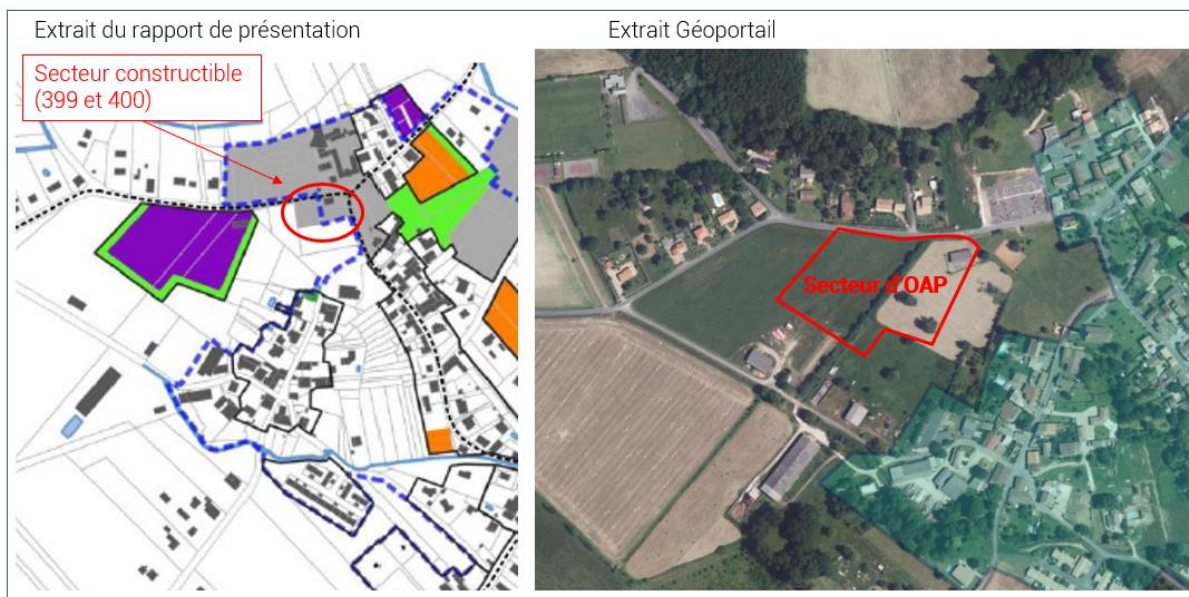 Extrait du rapport de présentation
Secteur constructible
(399 et 400)
Extrait Géoportail
Secteur d'OAP